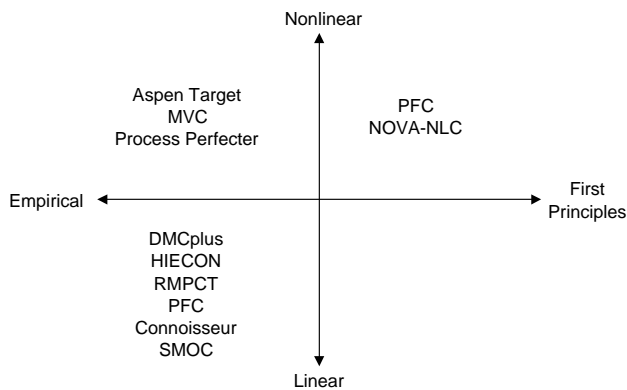 Nonlinear
Aspen Target
MVC
Process Perfecter
PFC
NOVA-NLC
Empirical
First
Principles
DMCplus
HIECON
RMPCT
PFC
Connoisseur
SMOC
Linear